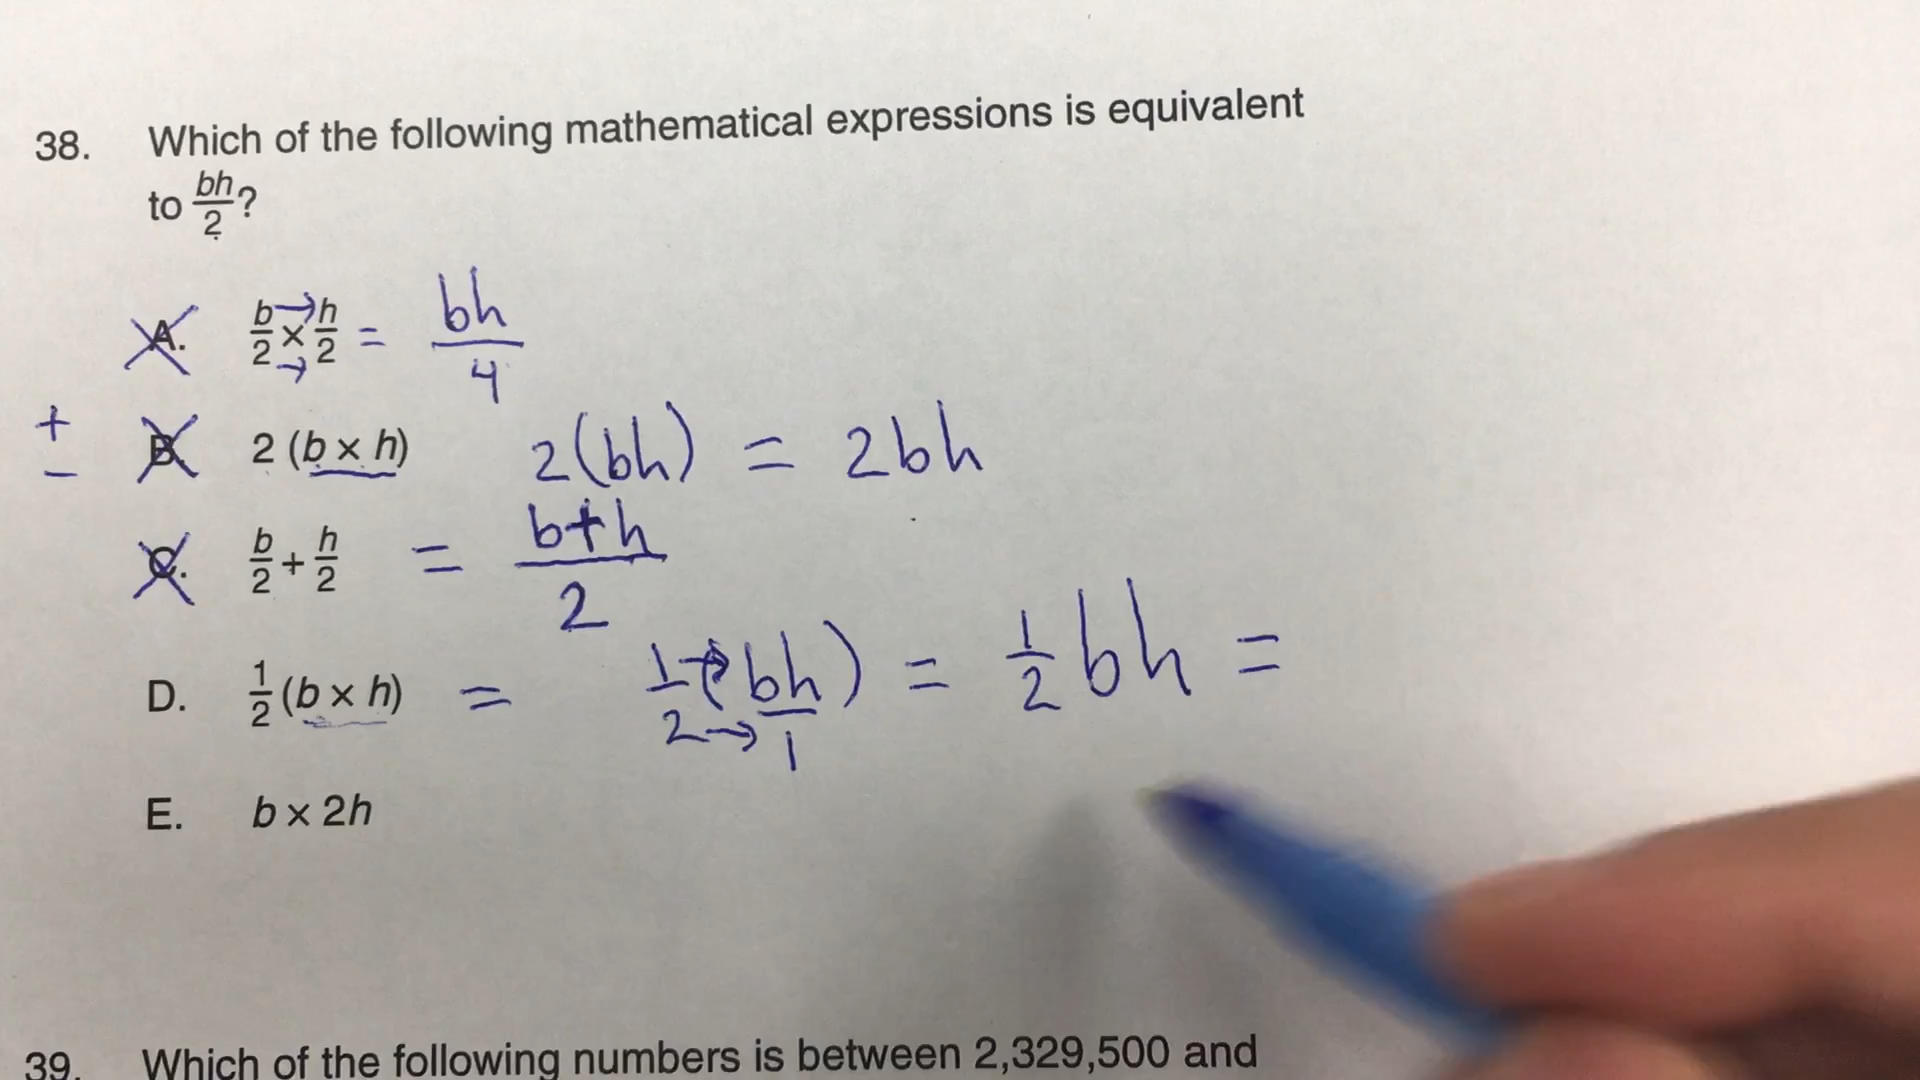 38. Which of the following mathematical expressions is equivalent
to bh/2?
A. b/2 × h/2 = bh/4
+
B. 2 (b × h) 2(bh) = 2bh
−
C. b/2 + h/2 = b+h/2
D. 1/2 (b × h) = 1/2 (bh/1) = 1/2 bh =
E. b × 2h
39. Which of the following numbers is between 2,329,500 and